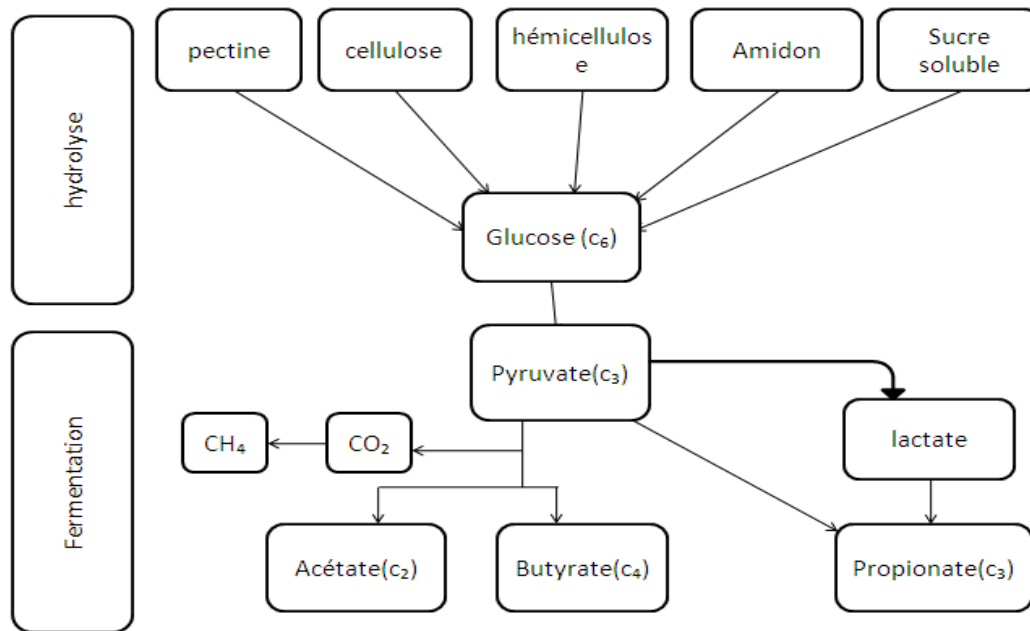 hydrolyse
pectine
cellulose
hémicellulos
e
Amidon
Sucre
soluble
Glucose (c₆)
Fermentation
Pyruvate(c₃)
CH₄
CO₂
lactate
Acétate(c₂)
Butyrate(c₄)
Propionate(c₃)